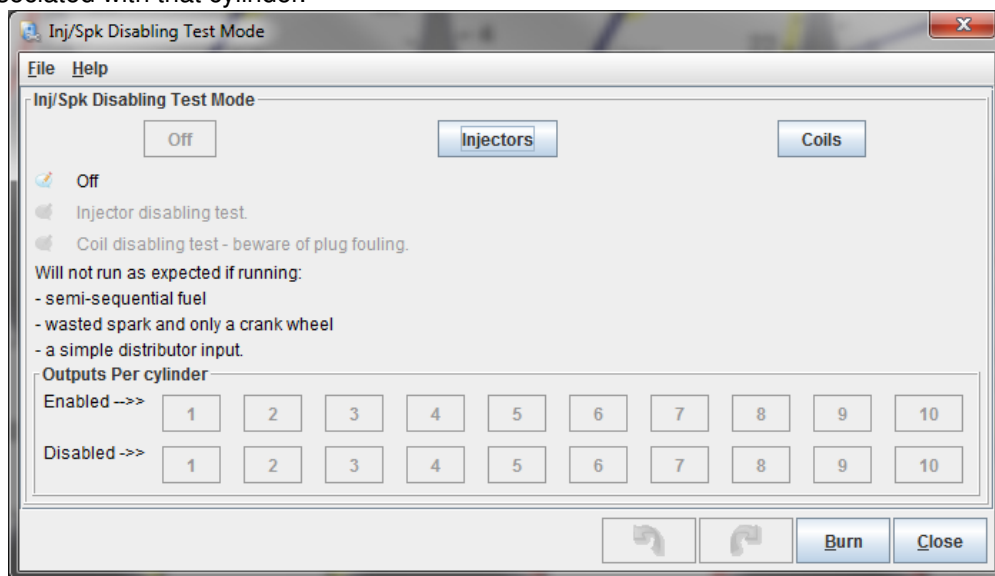 sociated with that cylinder.
Inj/Spk Disabling Test Mode
File Help
Inj/Spk Disabling Test Mode
Off Injectors Coils
Off
Injector disabling test.
Coil disabling test - beware of plug fouling.
Will not run as expected if running:
- semi-sequential fuel
- wasted spark and only a crank wheel
- a simple distributor input.
Outputs Per cylinder
Enabled -->> 1 2 3 4 5 6 7 8 9 10
Disabled ->> 1 2 3 4 5 6 7 8 9 10
Burn Close